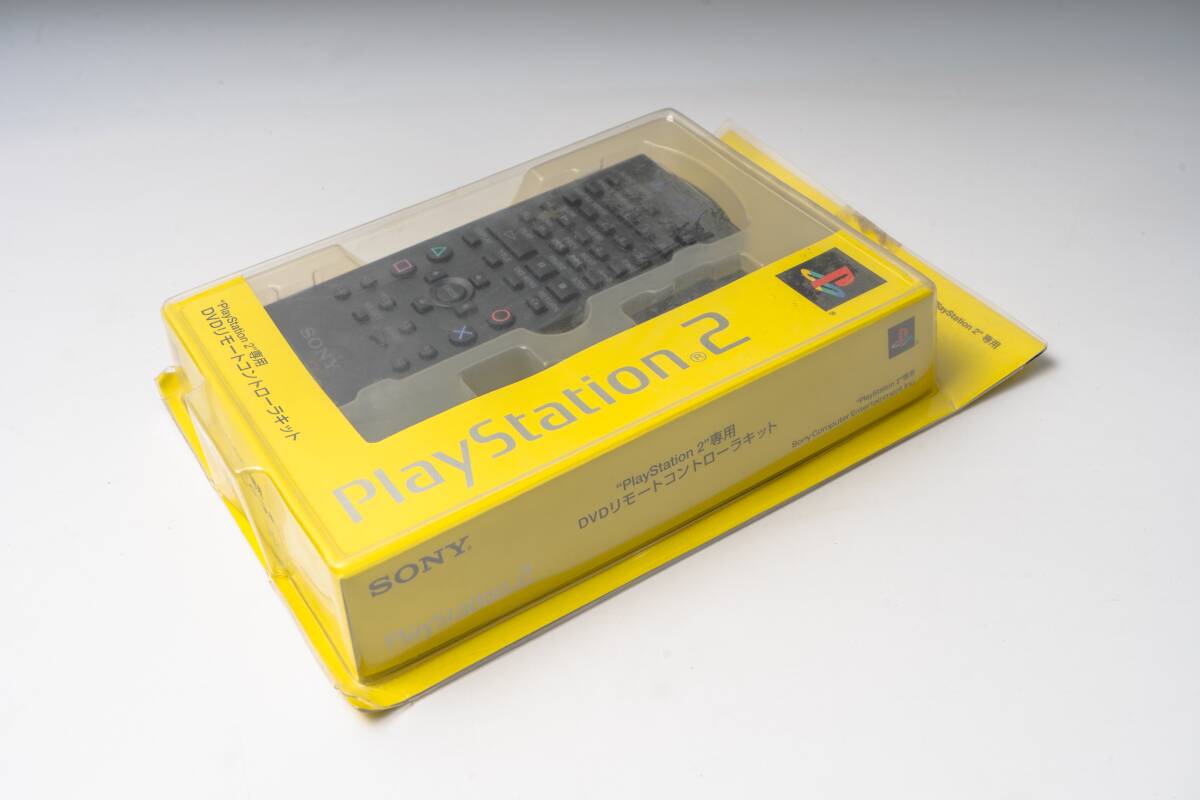 "PlayStation 2"専用
DVDリモートコントローラキット
SONY
PlayStation®2
®
"PlayStation 2"専用
SONY®
PlayStation 2
"PlayStation 2"専用
DVDリモートコントローラキット
"PlayStation 2"専用
Sony Computer Entertainment Inc.